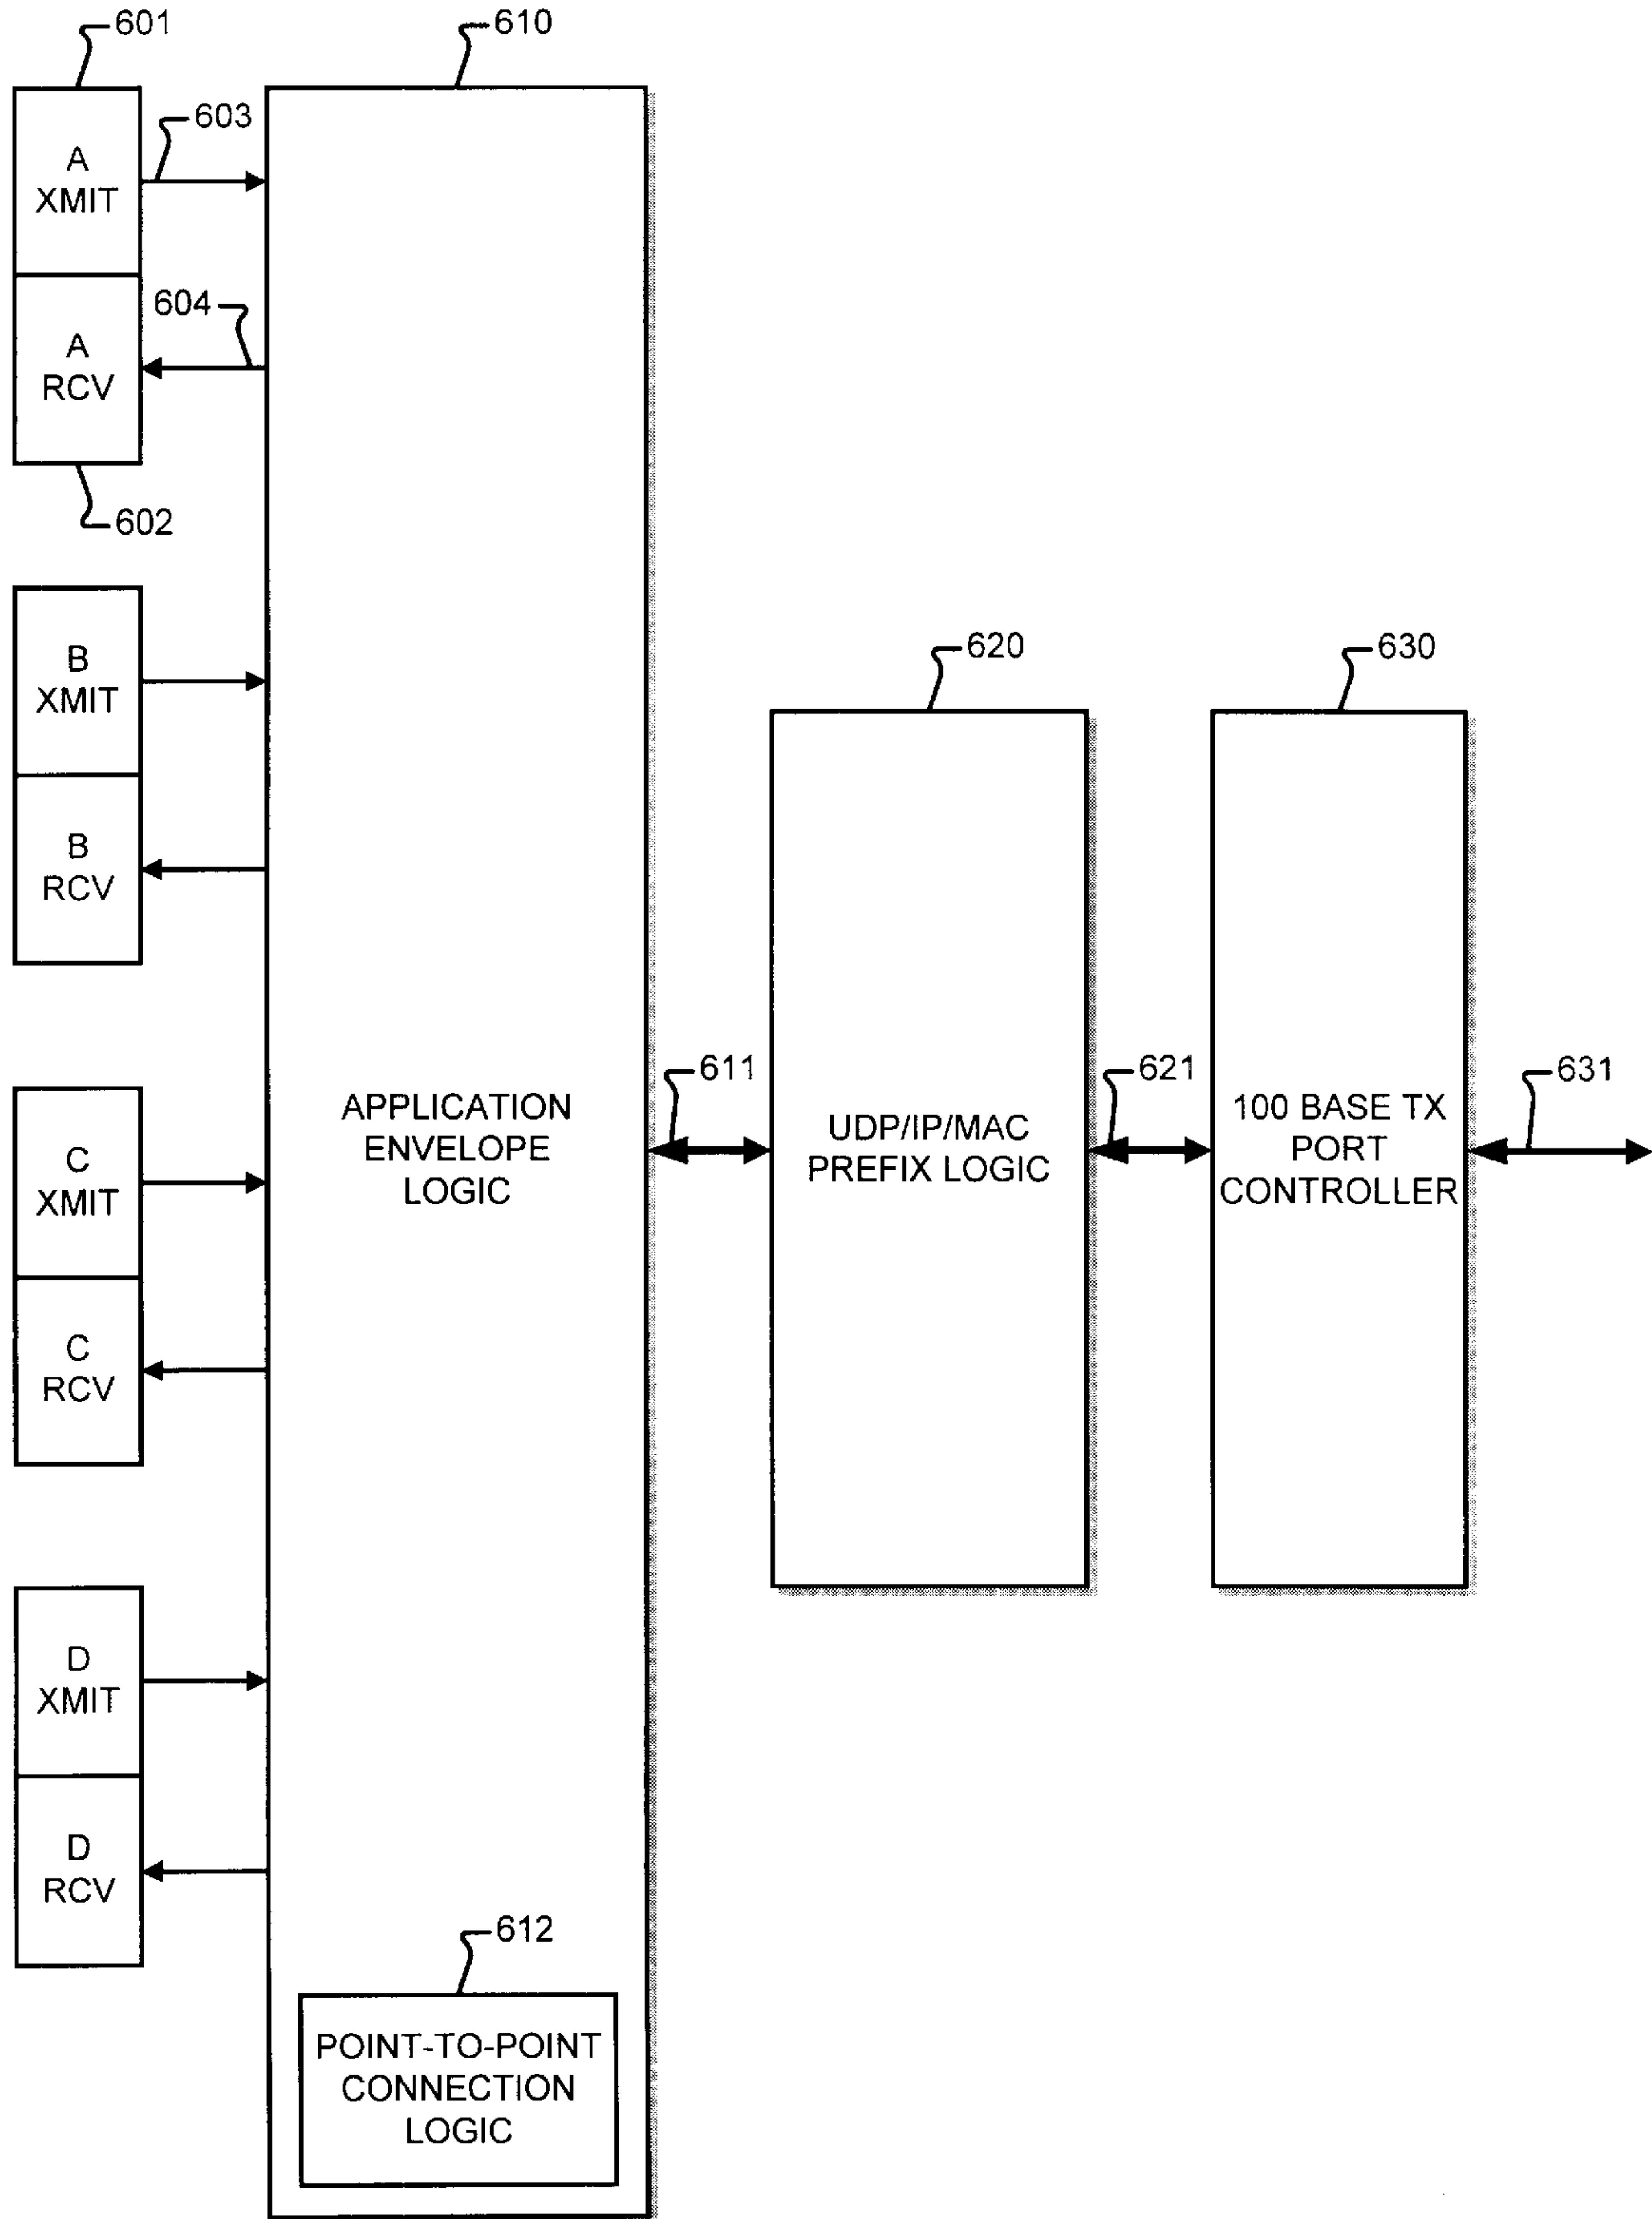 601
610
603
A
XMIT
604
A
RCV
602
B
XMIT
620
630
B
RCV
611
621
631
APPLICATION
ENVELOPE
LOGIC
UDP/IP/MAC
PREFIX LOGIC
100 BASE TX
PORT
CONTROLLER
C
XMIT
C
RCV
D
XMIT
D
RCV
612
POINT-TO-POINT
CONNECTION
LOGIC